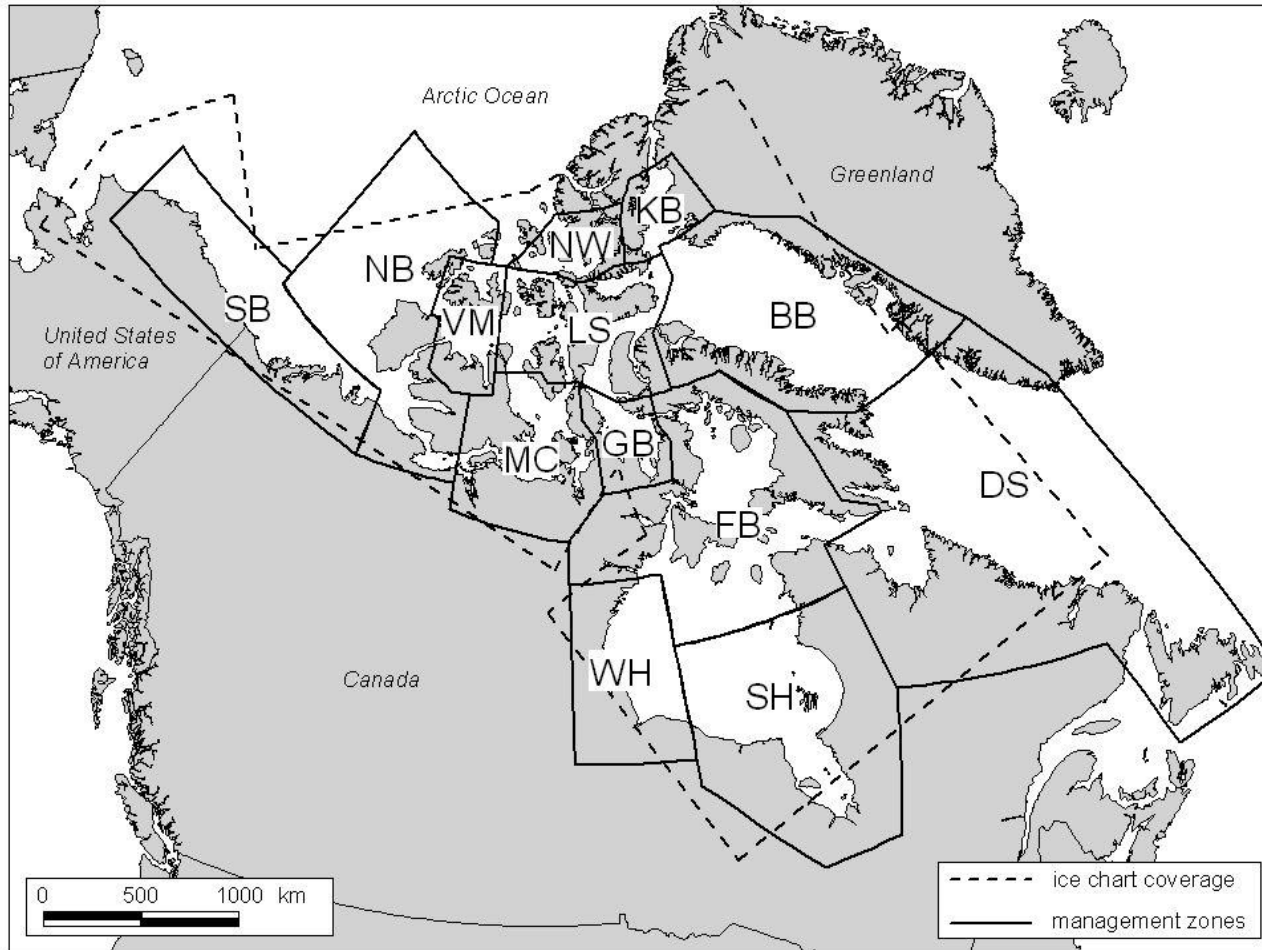 Arctic Ocean
Greenland
KB
NW
NB
SB
VM
LS
BB
United States
of America
GB
MC
DS
FB
WH
SH
Canada
0 500 1000 km
ice chart coverage
management zones